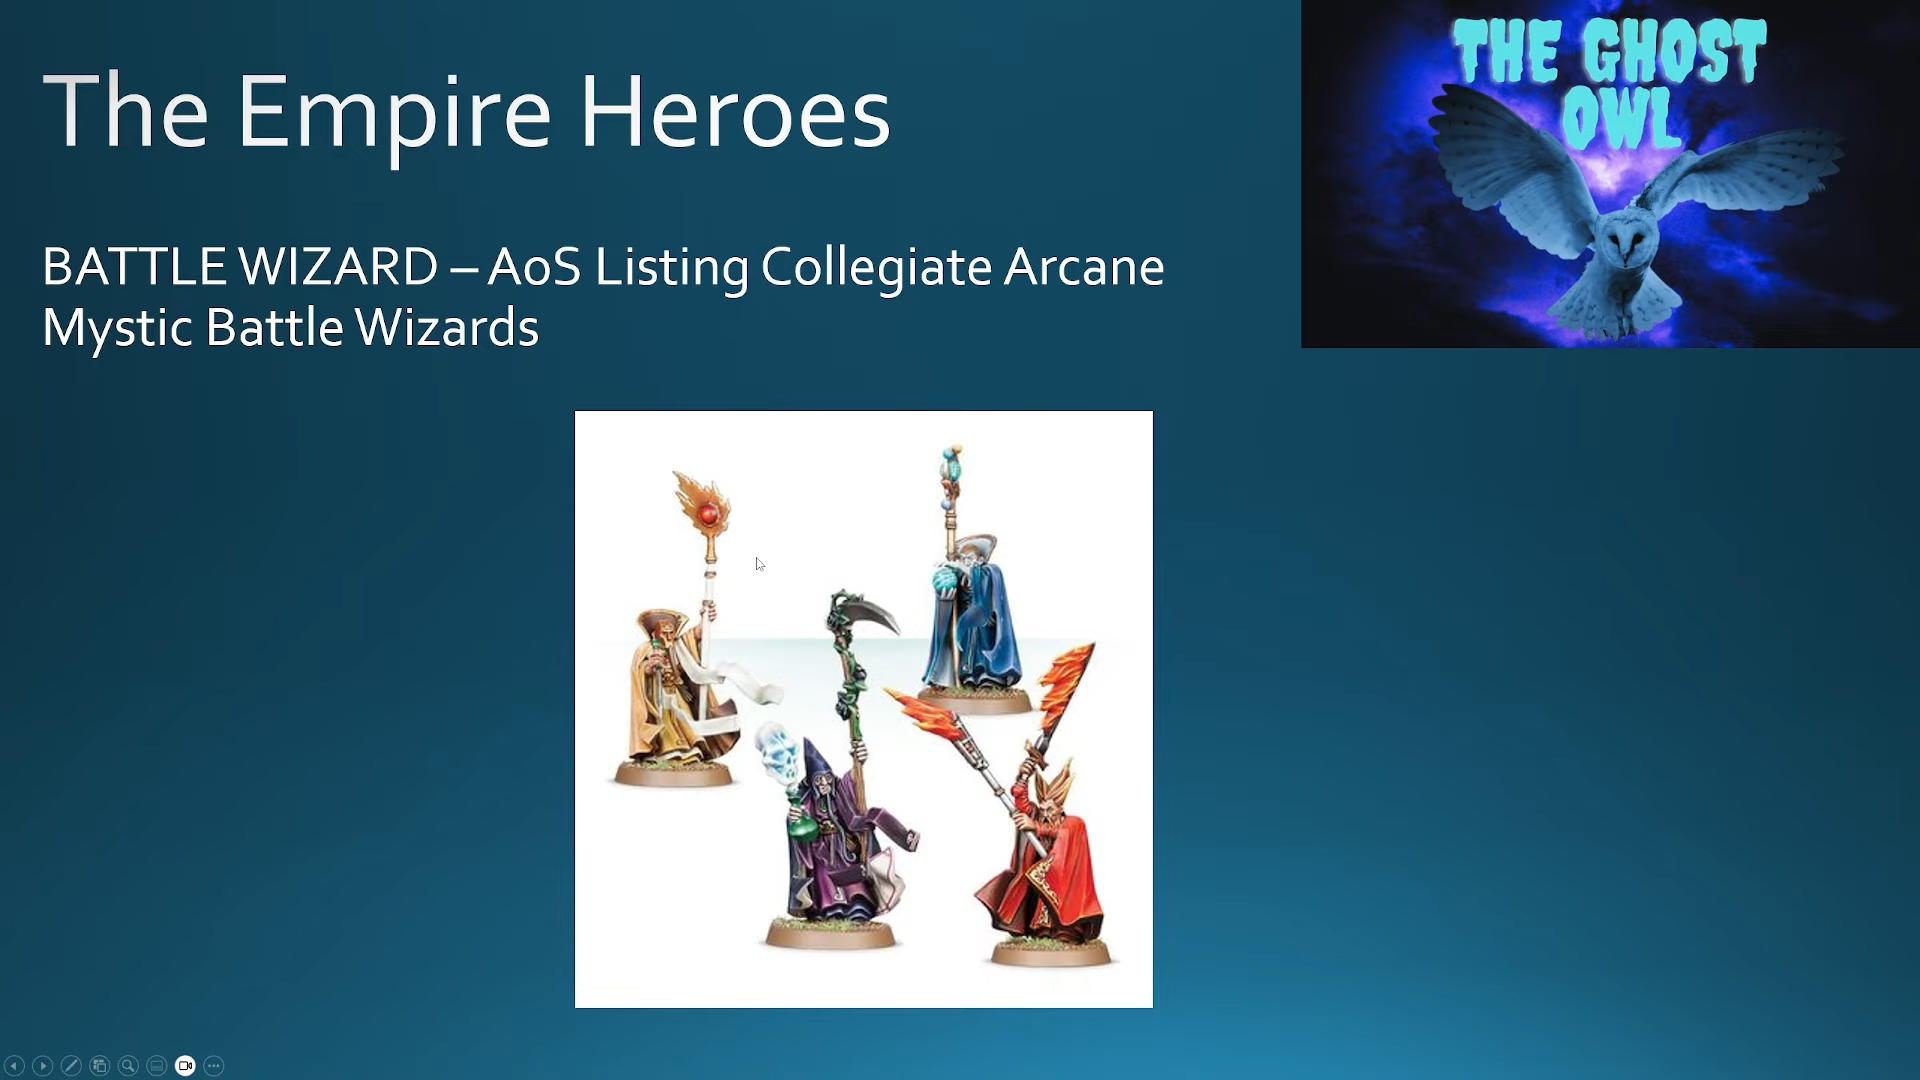 The Empire Heroes
THE GHOST
OWL
BATTLE WIZARD – AoS Listing Collegiate Arcane
Mystic Battle Wizards